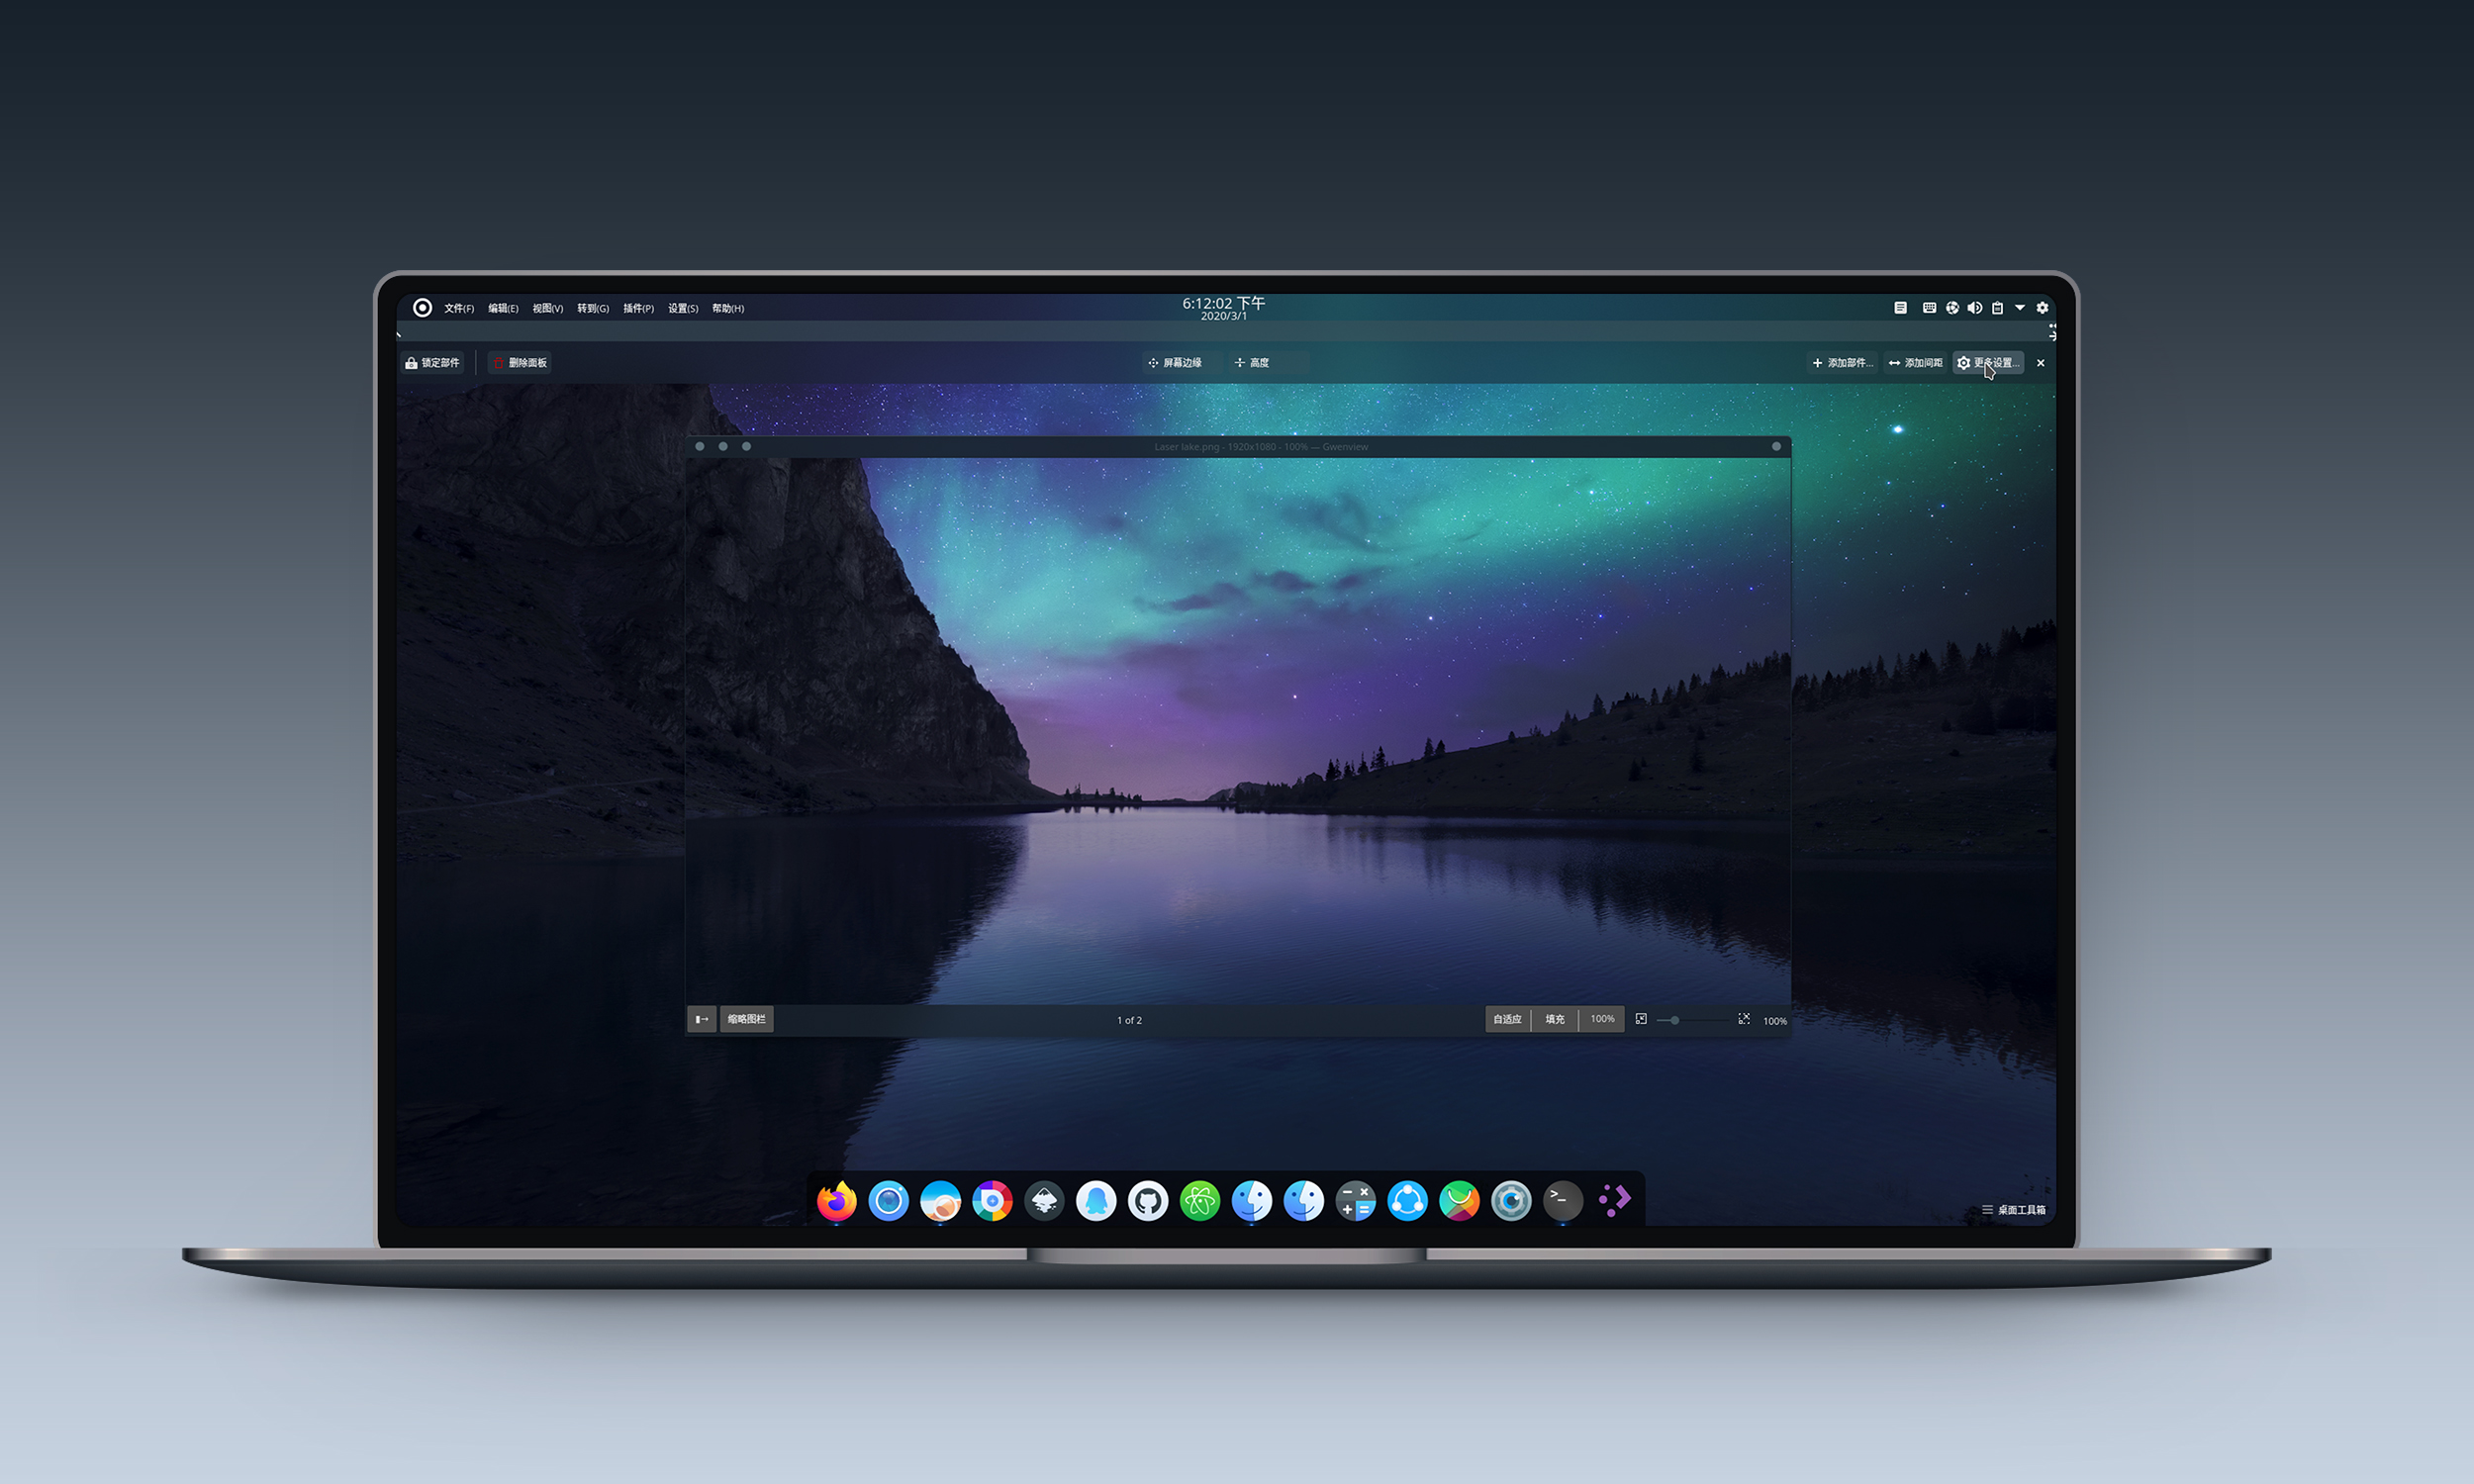 文件(F) 编辑(E) 视图(V) 转到(G) 插件(P) 设置(S) 帮助(H)
6:12:02 下午
2020/3/1
锁定部件 删除面板 屏幕边缘 高度 添加部件... 添加间距 更多设置...
Laser lake.png - 1920x1080 - 100% — Gwenview
缩略图栏 1 of 2 自适应 填充 100% 100%
桌面工具箱